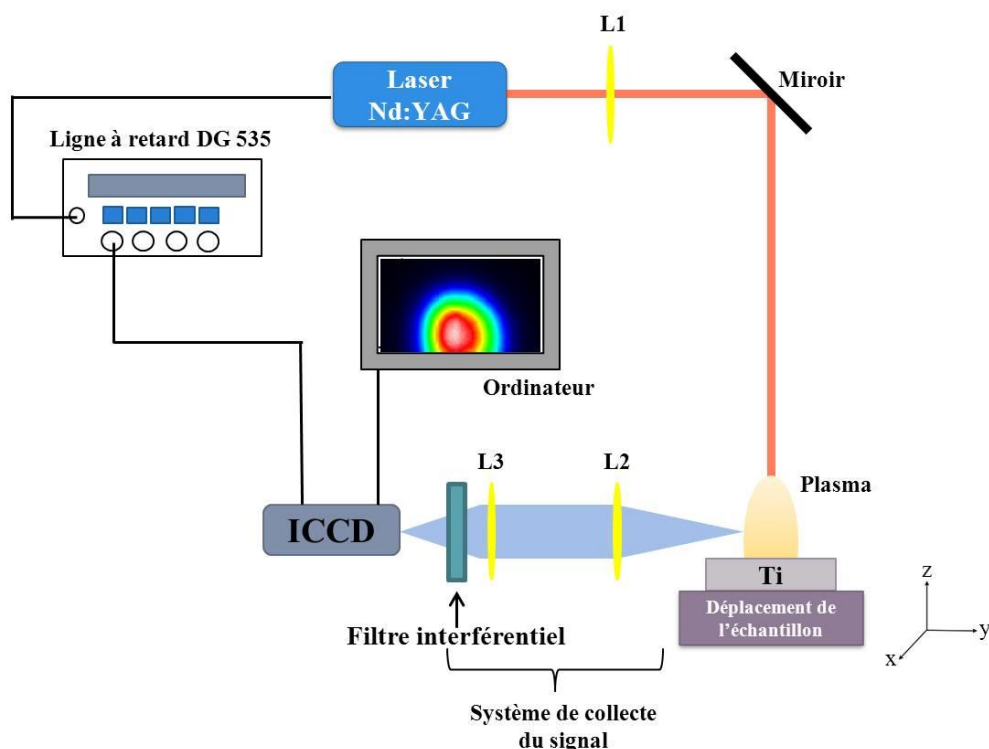 L1
Laser
Nd:YAG
Miroir
Ligne à retard DG 535
Ordinateur
L3
L2
Plasma
ICCD
Ti
Déplacement de
l'échantillon
z
y
x
Filtre interférentiel
Système de collecte
du signal